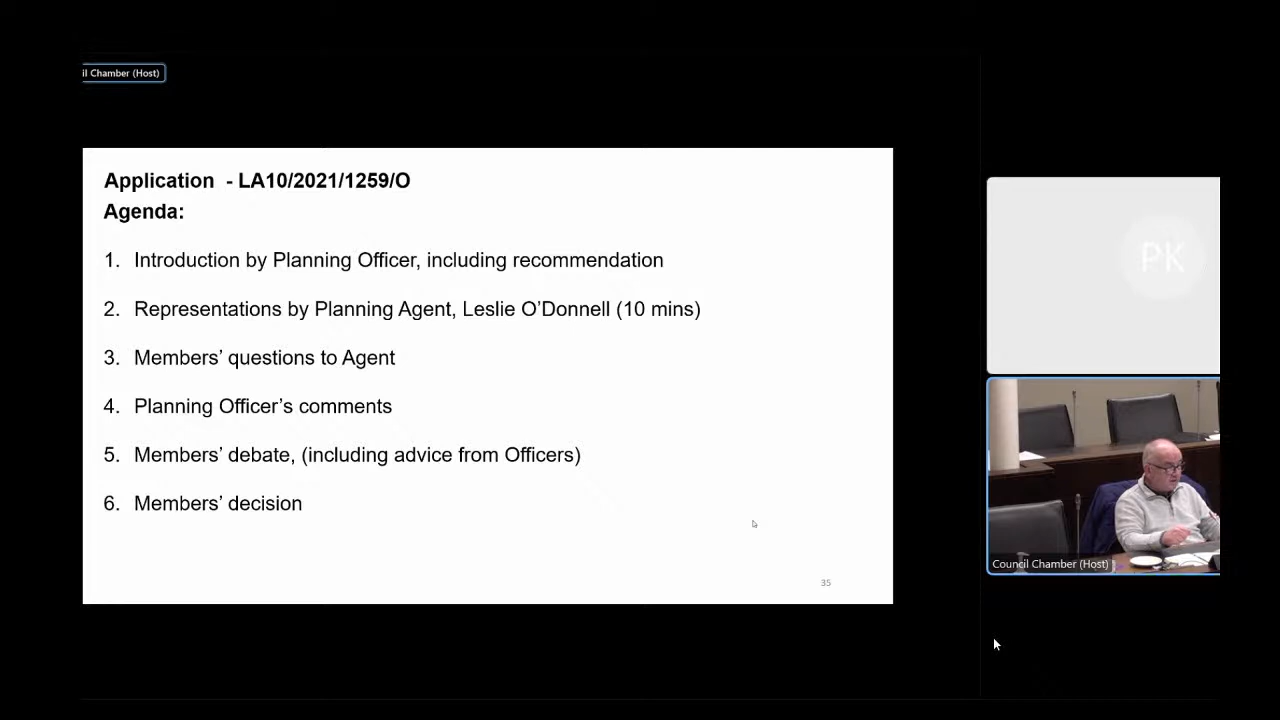 il Chamber (Host)
Application - LA10/2021/1259/O
Agenda:
1. Introduction by Planning Officer, including recommendation
2. Representations by Planning Agent, Leslie O’Donnell (10 mins)
3. Members’ questions to Agent
4. Planning Officer’s comments
5. Members’ debate, (including advice from Officers)
6. Members’ decision
35
PK
Council Chamber (Host)